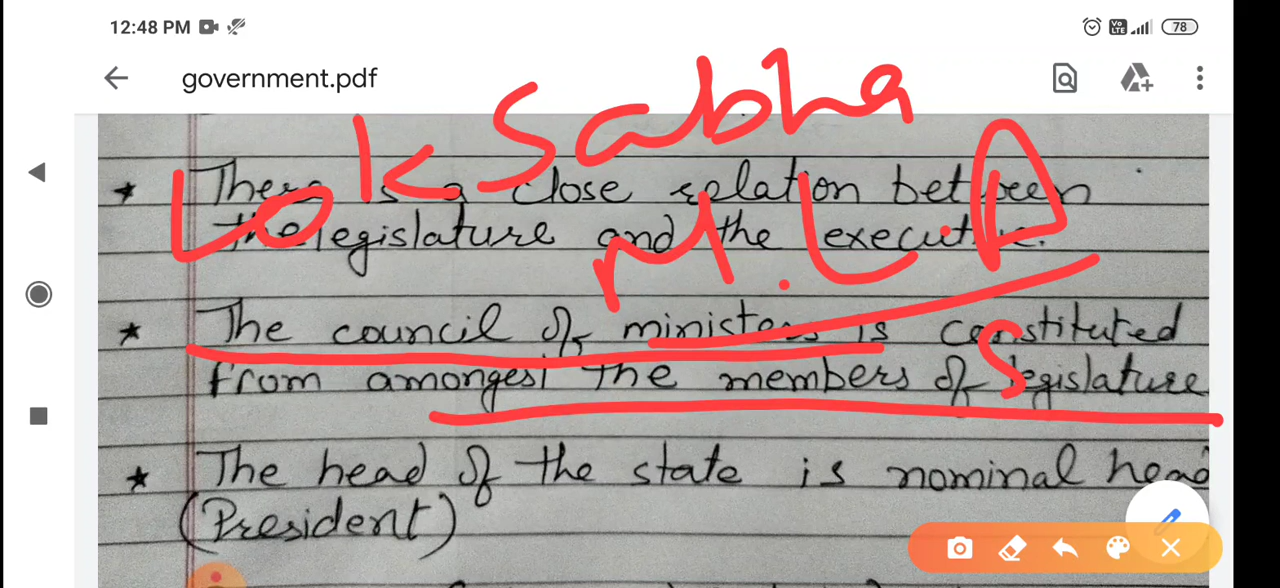 12:48 PM
Vo LTE
78
government.pdf
Lok Sabha
★ There is a close relation between
the legislature and the executive.
M.L.A
S
★ The council of ministers is constituted
from amongest the members of legislature
★ The head of the state is nominal head
(President)